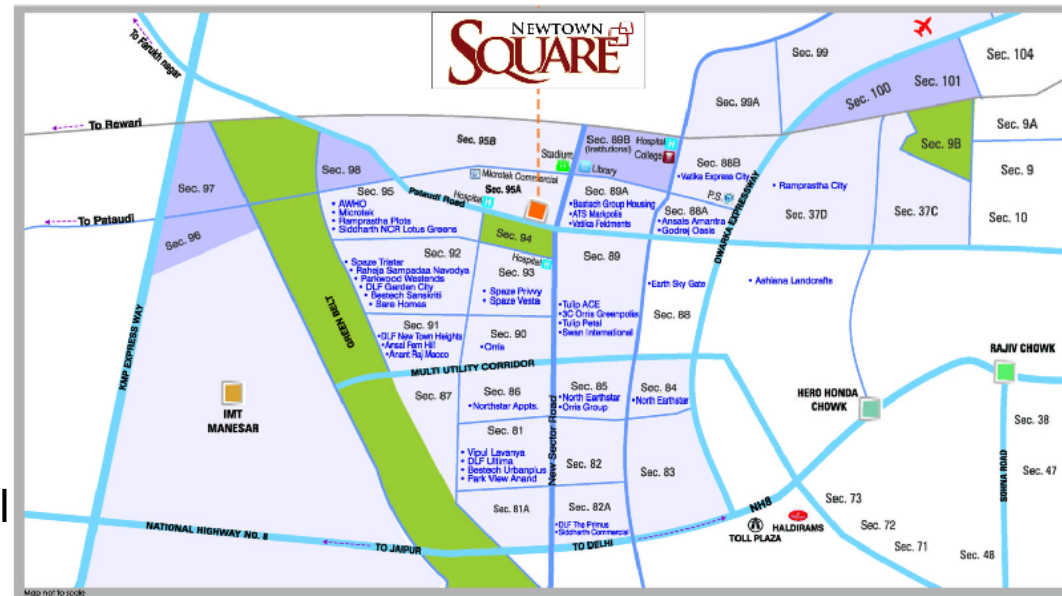 NEWTOWN
SQUARE
To Farukh nagar
To Rewari
To Pataudi
Sec. 99
Sec. 104
Sec. 101
Sec. 100
Sec. 99A
Sec. 9A
Sec. 9B
Sec. 9
Sec. 10
Sec. 95B
Stadium
Sec. 89B
(Institutional)
Hospital H
College
Library
Sec. 88B
•Vatika Express City
P.S.
• Ramprastha City
Sec. 37D
Sec. 37C
Sec. 97
Sec. 98
Sec. 96
Microtek Commercial
Sec. 95A
Hospital H
Pataudi Road
Sec. 95
• AWHO
• Microtek
• Ramprastha Plots
• Siddharth NCR Lotus Greens
Sec. 89A
•Bestech Group Housing
•ATS Markpolis
•Vatika Feldments
Sec. 88A
•Ansals Amantra
•Godrej Oasis
DWARKA EXPRESSWAY
Sec. 94
Hospital H
Sec. 92
• Spaze Tristar
• Raheja Sampadaa Navodya
• Parkwood Westends
• DLF Garden City
• Bestech Sanskriti
• Sare Homes
Sec. 93
• Spaze Privvy
• Spaze Vesta
Sec. 89
• Tulip ACE
• 3C Orris Greenpolis
• Tulip Petal
• Swan International
•Earth Sky Gate
Sec. 88
• Ashiana Landcrafts
Sec. 91
•DLF New Town Heights
•Ansal Fern Hill
•Anant Raj Maceo
Sec. 90
•Orris
KMP EXPRESS WAY
GREEN BELT
MULTI UTILITY CORRIDOR
IMT
MANESAR
Sec. 87
Sec. 86
•Northstar Appts.
Sec. 85
•North Earthstar
•Orris Group
Sec. 84
•North Earthstar
HERO HONDA
CHOWK
RAJIV CHOWK
Sec. 38
Sec. 47
SOHNA ROAD
Sec. 81
• Vipul Lavanya
• DLF Ultima
• Bestech Urbanplus
• Park View Anand
New Sector Road
Sec. 82
Sec. 83
Sec. 81A
Sec. 82A
•DLF The Primus
•Siddharth Commercial
NH8
TOLL PLAZA
HALDIRAMS
Sec. 73
Sec. 72
Sec. 71
Sec. 48
NATIONAL HIGHWAY NO. 8
TO JAIPUR
TO DELHI
Map not to scale